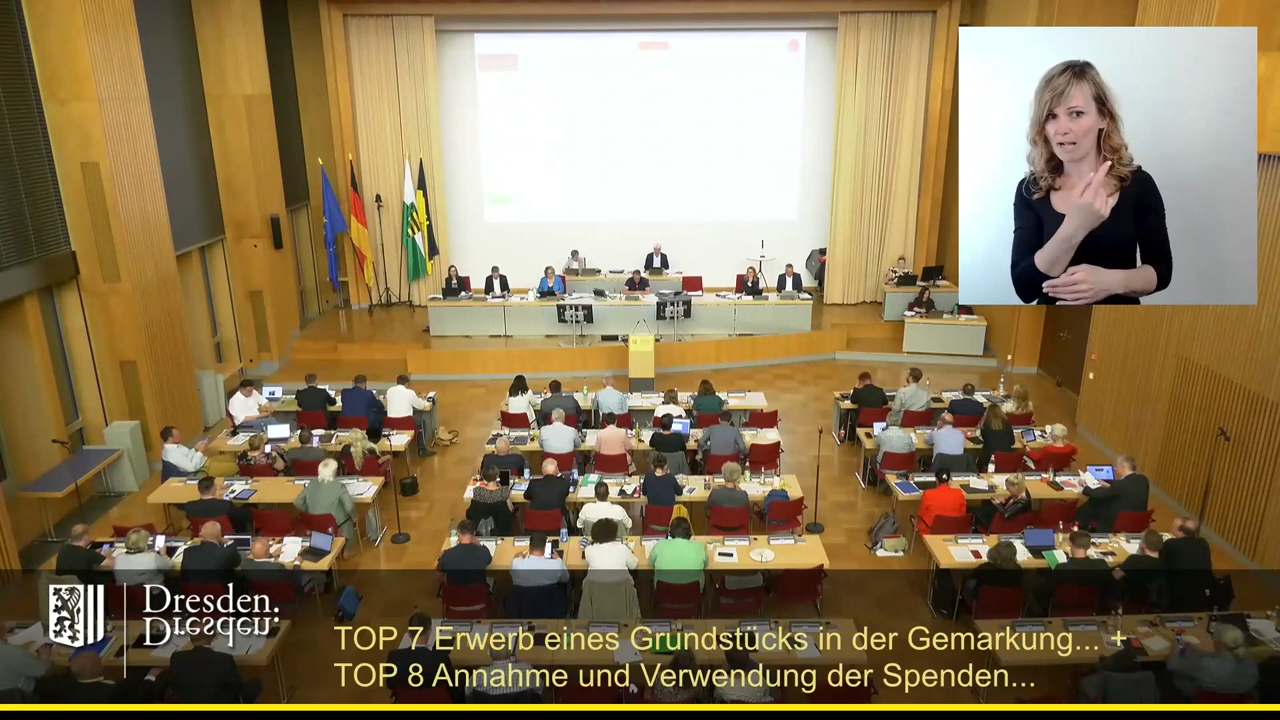 Dresden.
Dresden.
TOP 7 Erwerb eines Grundstücks in der Gemarkung... +
TOP 8 Annahme und Verwendung der Spenden...